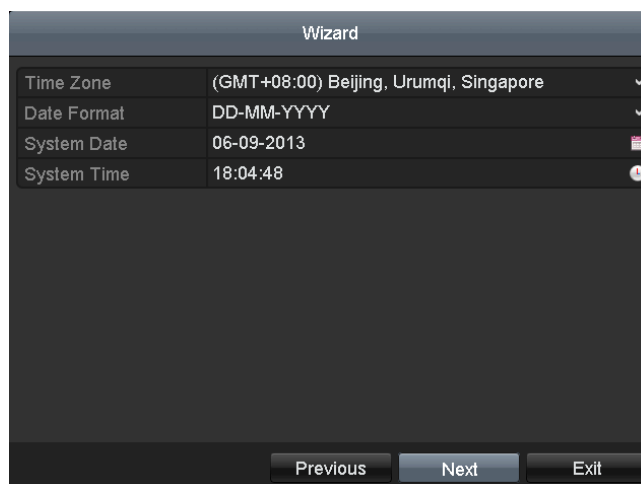 Wizard
Time Zone (GMT+08:00) Beijing, Urumqi, Singapore
Date Format DD-MM-YYYY
System Date 06-09-2013
System Time 18:04:48
Previous Next Exit